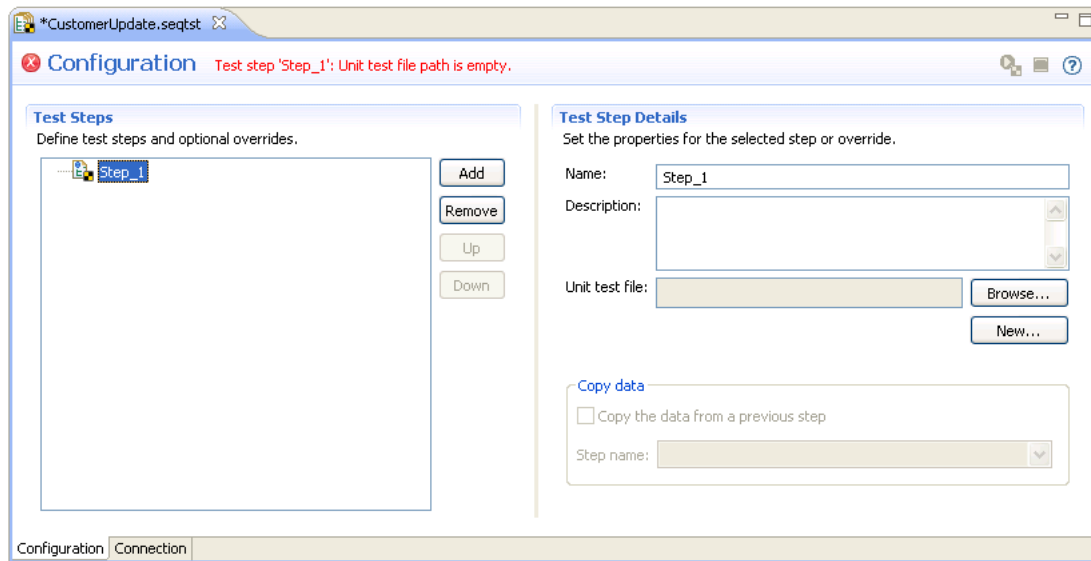 *CustomerUpdate.seqtst
Configuration Test step 'Step_1': Unit test file path is empty.
Test Steps
Define test steps and optional overrides.
Step_1
Add
Remove
Up
Down
Test Step Details
Set the properties for the selected step or override.
Name: Step_1
Description:
Unit test file:
Browse...
New...
Copy data
Copy the data from a previous step
Step name:
Configuration Connection